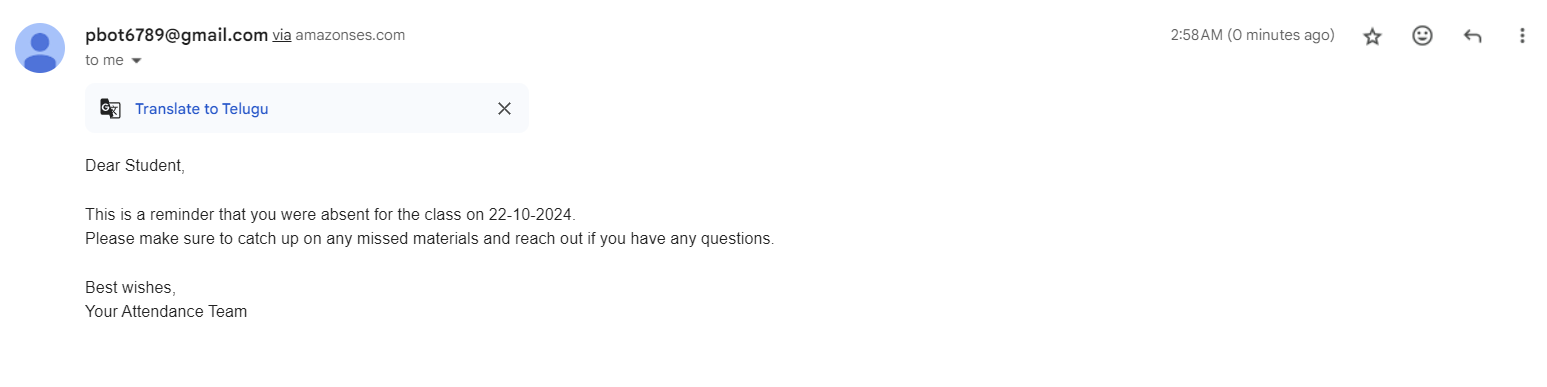 pbot6789@gmail.com via amazonses.com
2:58 AM (0 minutes ago)
to me
Translate to Telugu
Dear Student,
This is a reminder that you were absent for the class on 22-10-2024.
Please make sure to catch up on any missed materials and reach out if you have any questions.
Best wishes,
Your Attendance Team